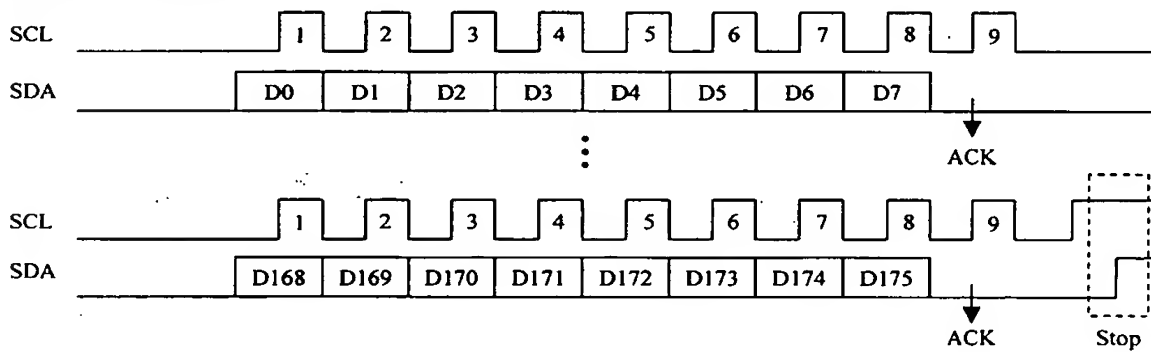 SCL 1 2 3 4 5 6 7 8 9
SDA D0 D1 D2 D3 D4 D5 D6 D7
ACK
SCL 1 2 3 4 5 6 7 8 9
SDA D168 D169 D170 D171 D172 D173 D174 D175
ACK Stop